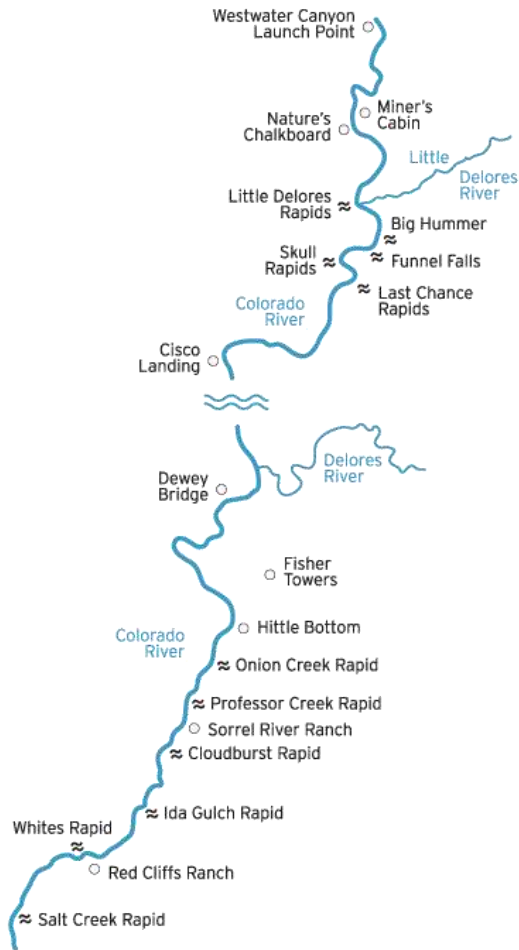 Westwater Canyon
Launch Point
Miner's
Cabin
Nature's
Chalkboard
Little
Delores
River
Little Delores
Rapids
Big Hummer
Skull
Rapids
Funnel Falls
Last Chance
Rapids
Colorado
River
Cisco
Landing
Delores
River
Dewey
Bridge
Fisher
Towers
Hittle Bottom
Colorado
River
Onion Creek Rapid
Professor Creek Rapid
Sorrel River Ranch
Cloudburst Rapid
Ida Gulch Rapid
Whites Rapid
Red Cliffs Ranch
Salt Creek Rapid